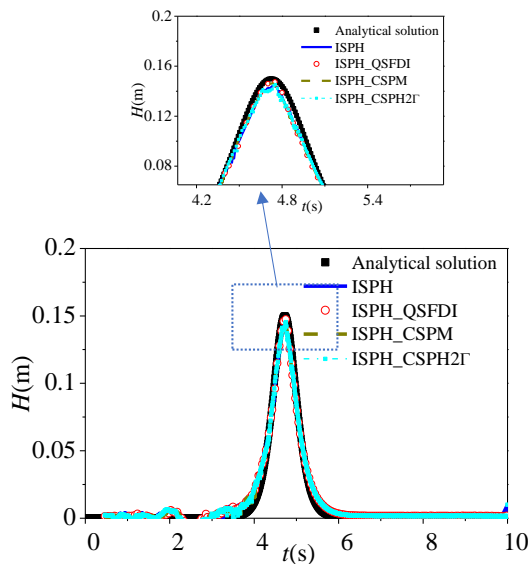 Analytical solution
ISPH
ISPH_QSFDI
ISPH_CSPM
ISPH_CSPH2Γ
H(m)
0.16
0.12
0.08
4.2 4.8 5.4
t(s)
Analytical solution
ISPH
ISPH_QSFDI
ISPH_CSPM
ISPH_CSPH2Γ
H(m)
0.2
0.15
0.1
0.05
0
0 2 4 6 8 10
t(s)